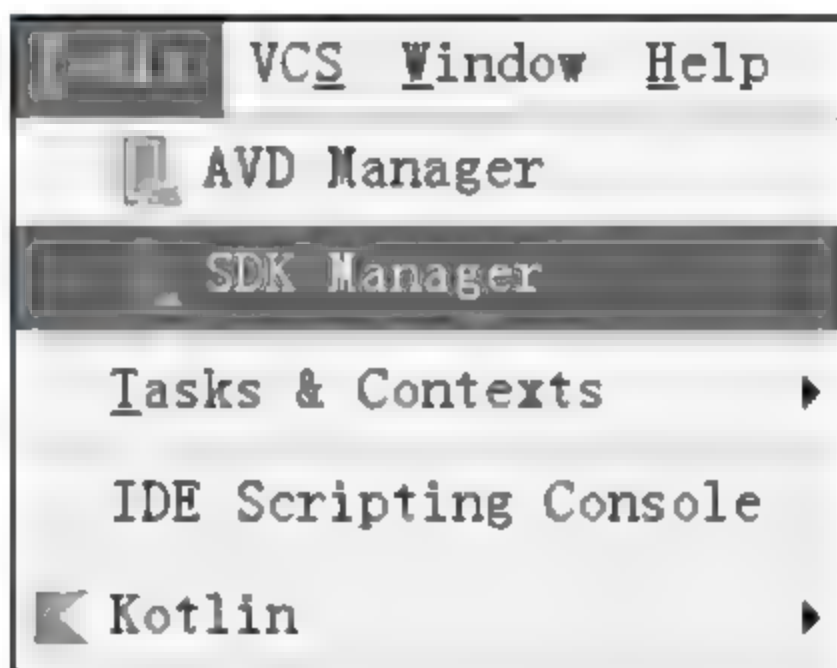 VCS Window Help
AVD Manager
SDK Manager
Tasks & Contexts
IDE Scripting Console
Kotlin